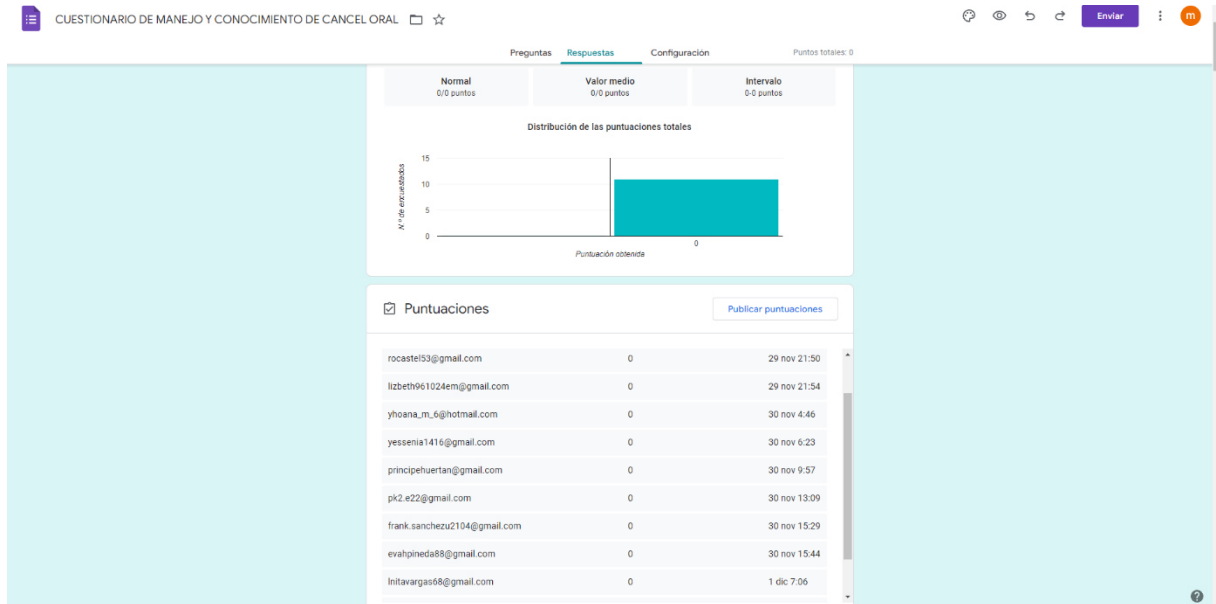 CUESTIONARIO DE MANEJO Y CONOCIMIENTO DE CANCEL ORAL
Enviar
m
Preguntas Respuestas Configuración Puntos totales: 0
Normal Valor medio Intervalo
0/0 puntos 0/0 puntos 0-0 puntos
Distribución de las puntuaciones totales
15
10
5
0
N.º de encuestados
0
Puntuación obtenida
Puntuaciones Publicar puntuaciones
rocastel53@gmail.com 0 29 nov 21:50
lizbeth961024em@gmail.com 0 29 nov 21:54
yhoana_m_6@hotmail.com 0 30 nov 4:46
yessenia1416@gmail.com 0 30 nov 6:23
principehuertan@gmail.com 0 30 nov 9:57
pk2.e22@gmail.com 0 30 nov 13:09
frank.sanchezu2104@gmail.com 0 30 nov 15:29
evahpineda88@gmail.com 0 30 nov 15:44
lnitavargas68@gmail.com 0 1 dic 7:06